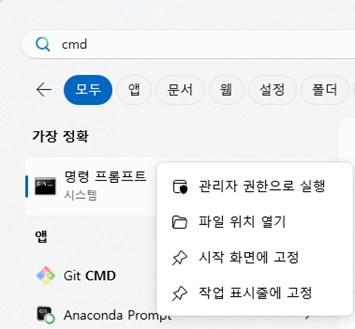 cmd
모두 앱 문서 웹 설정 폴더
가장 정확
명령 프롬프트
시스템
관리자 권한으로 실행
파일 위치 열기
시작 화면에 고정
작업 표시줄에 고정
앱
Git CMD
Anaconda Prompt